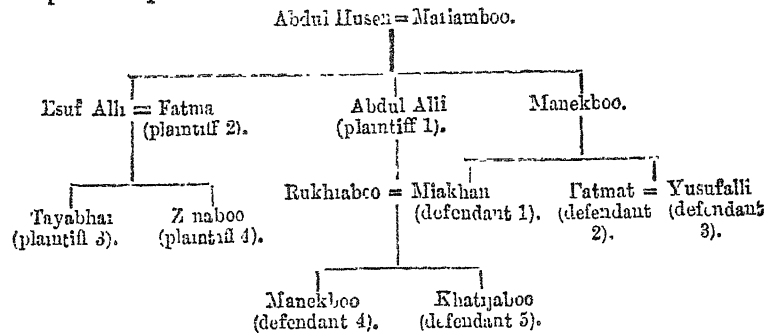 Abdul Husen = Mariamboo.
Esuf Alli = Fatma Abdul Alli Manekboo.
(plaintiff 2). (plaintiff 1).
Rukhiaboo = Miakhan Fatmat = Yusufalli
Tayabhai Z naboo (defendant 1). (defendant (defendant
(plaintiff 3). (plaintiff 4). 2). 3).
Manekboo Khatijaboo
(defendant 4). (defendant 5).